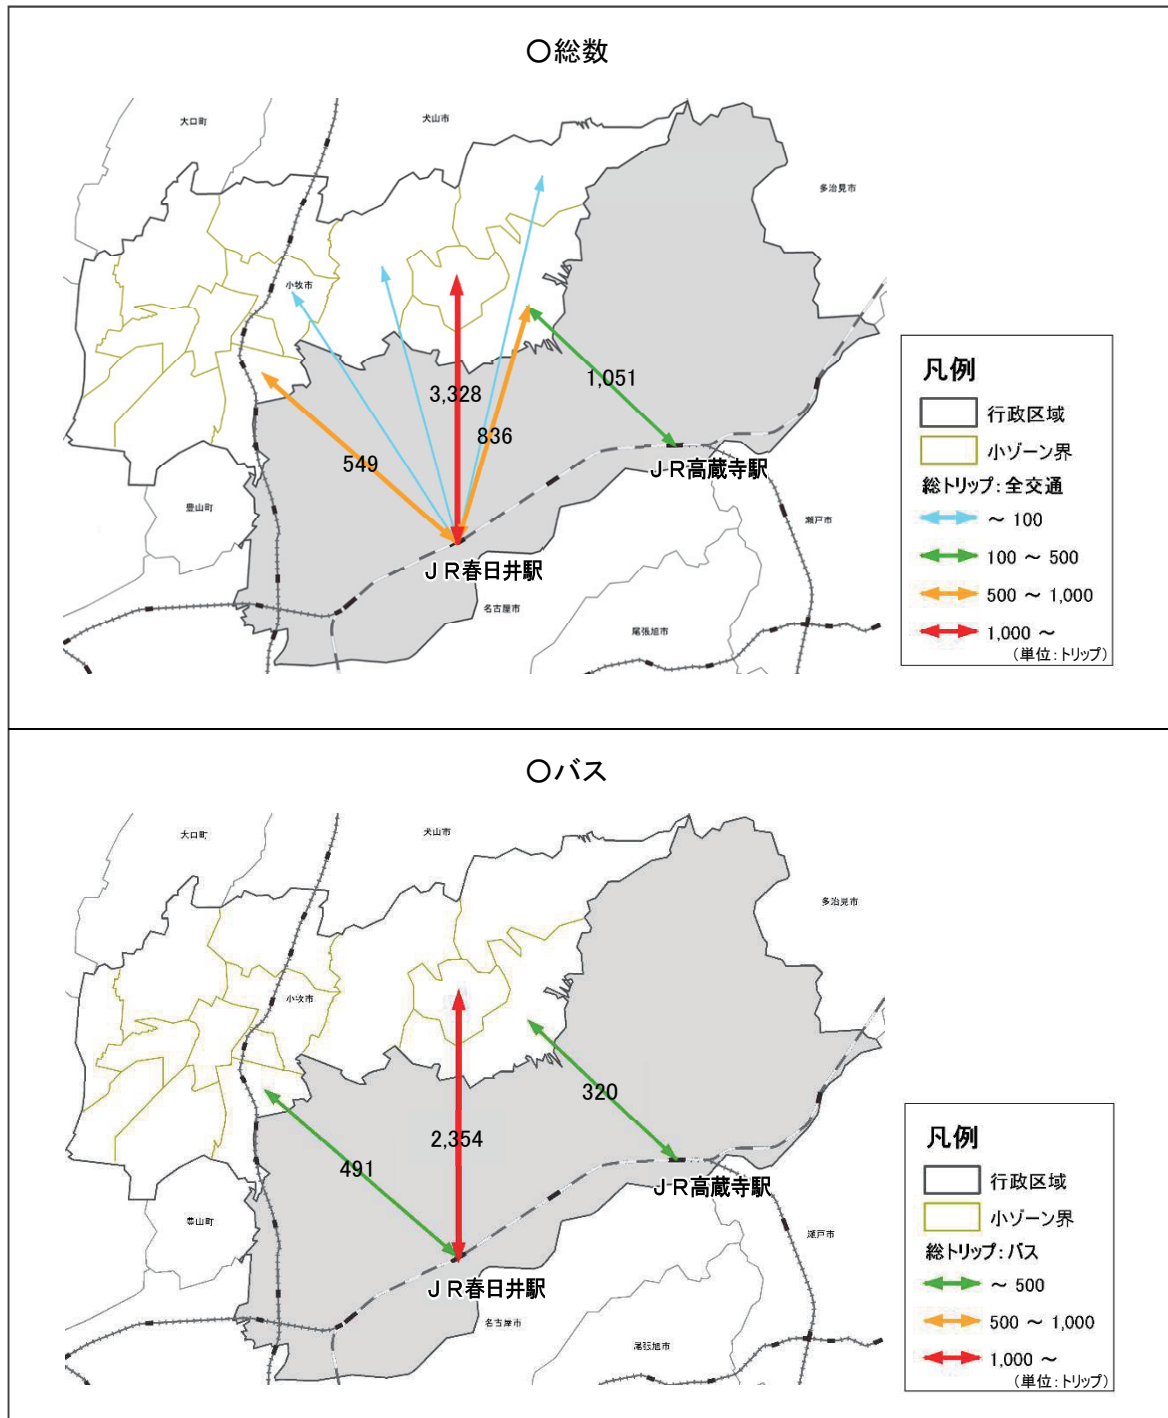 〇総数
大口町
犬山市
多治見市
小牧市
1,051
3,328
836
549
JR高蔵寺駅
豊山町
瀬戸市
JR春日井駅
名古屋市
尾張旭市
凡例
行政区域
小ゾーン界
総トリップ:全交通
~ 100
100 ~ 500
500 ~ 1,000
1,000 ~
(単位:トリップ)
〇バス
大口町
犬山市
多治見市
小牧市
320
2,354
491
JR高蔵寺駅
豊山町
瀬戸市
JR春日井駅
名古屋市
尾張旭市
凡例
行政区域
小ゾーン界
総トリップ:バス
~ 500
500 ~ 1,000
1,000 ~
(単位:トリップ)